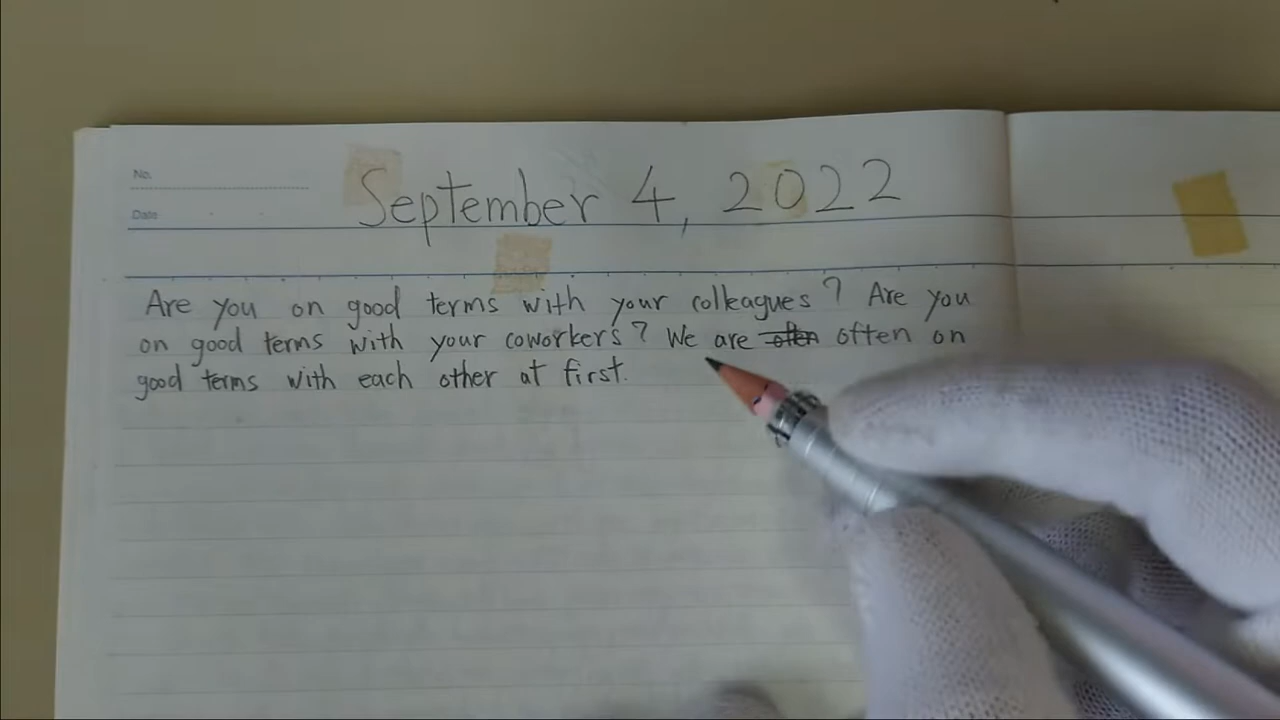 No.
September 4, 2022
Date
Are you on good terms with your colleagues? Are you
on good terms with your coworkers? We are often often on
good terms with each other at first.